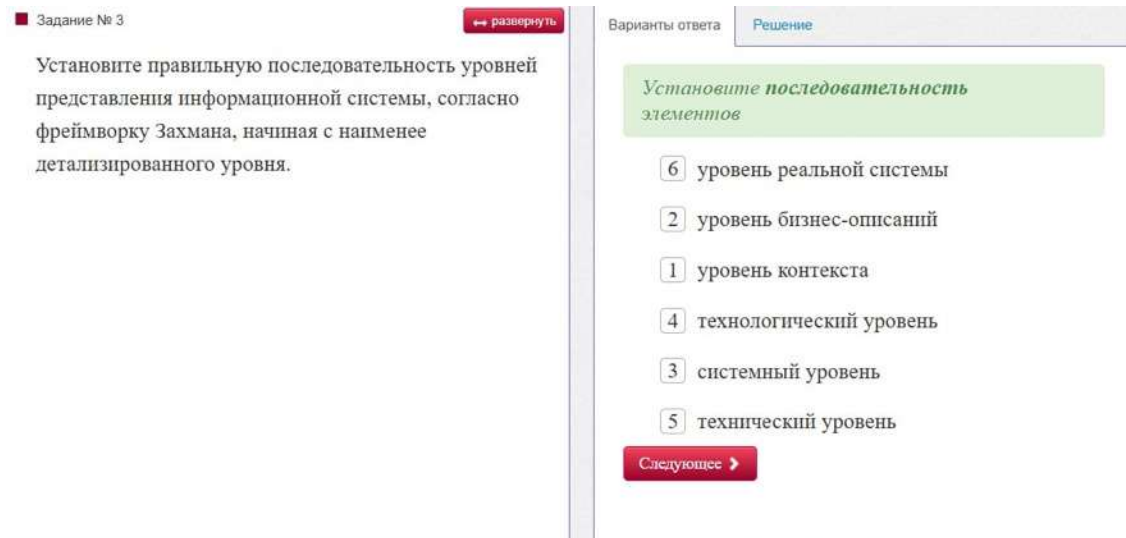 Задание № 3
развернуть
Установите правильную последовательность уровней
представления информационной системы, согласно
фреймворку Захмана, начиная с наименее
детализированного уровня.
Варианты ответа
Решение
Установите последовательность
элементов
6 уровень реальной системы
2 уровень бизнес-описаний
1 уровень контекста
4 технологический уровень
3 системный уровень
5 технический уровень
Следующее